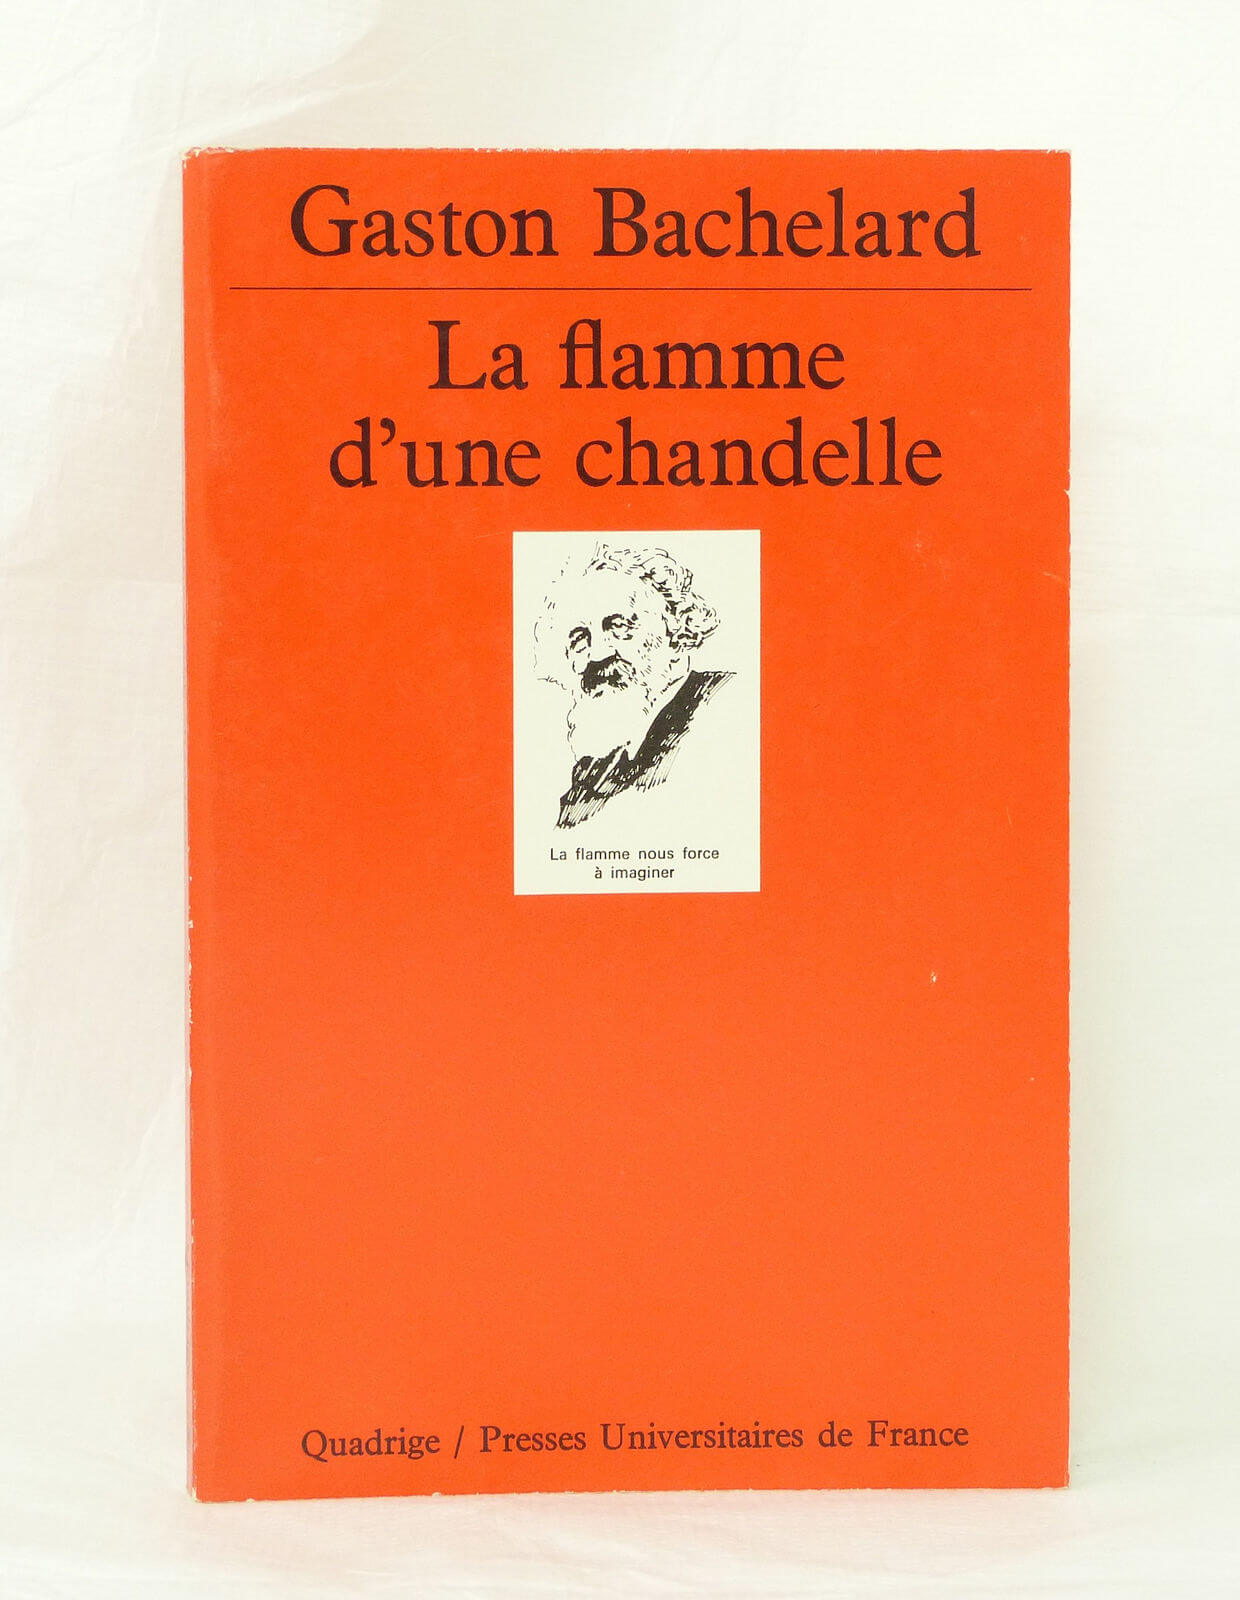 Gaston Bachelard
La flamme
d'une chandelle
La flamme nous force
à imaginer
Quadrige / Presses Universitaires de France